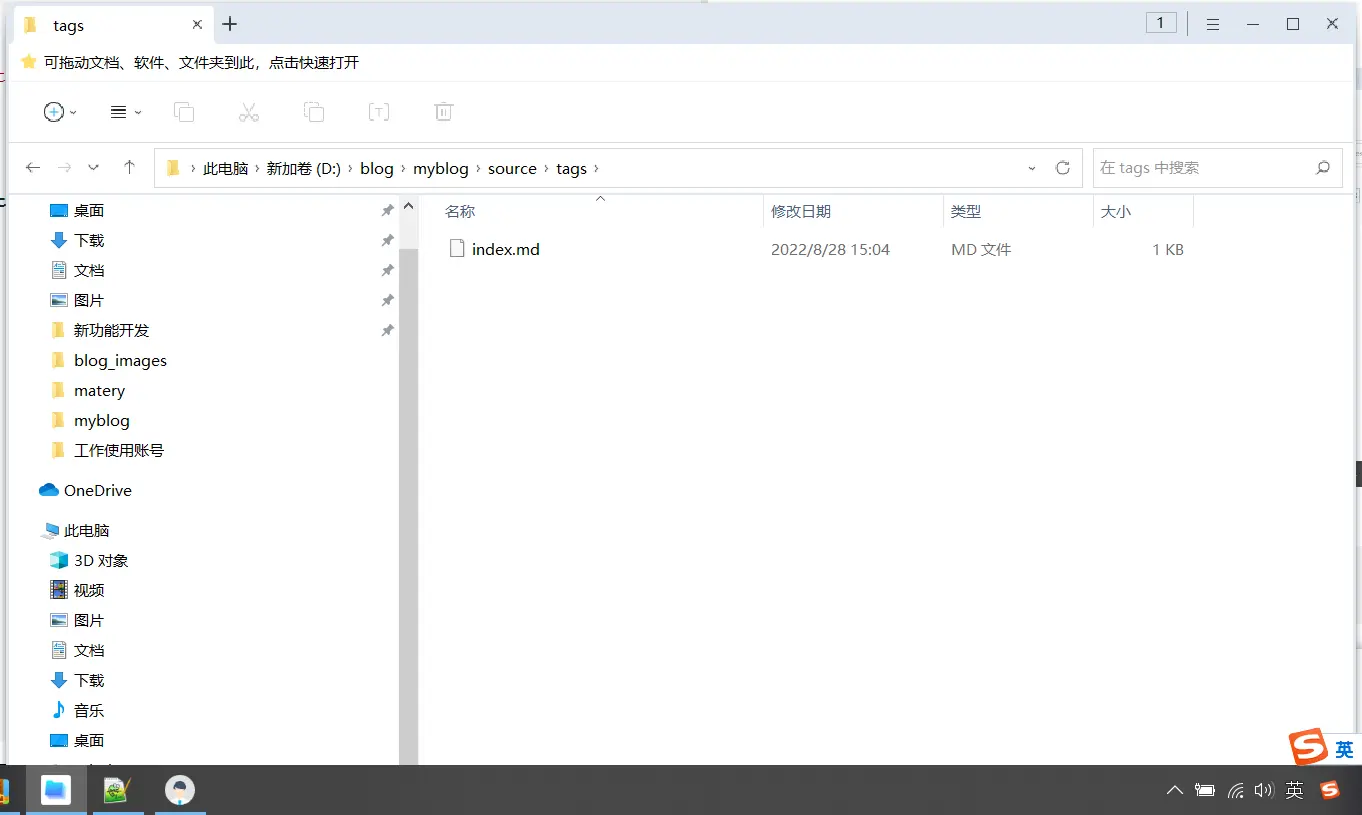 tags
1
可拖动文档、软件、文件夹到此，点击快速打开
此电脑 › 新加卷 (D:) › blog › myblog › source › tags ›
在 tags 中搜索
桌面
下载
文档
图片
新功能开发
blog_images
matery
myblog
工作使用账号
OneDrive
此电脑
3D 对象
视频
图片
文档
下载
音乐
桌面
名称 修改日期 类型 大小
index.md 2022/8/28 15:04 MD 文件 1 KB
S 英
英 S